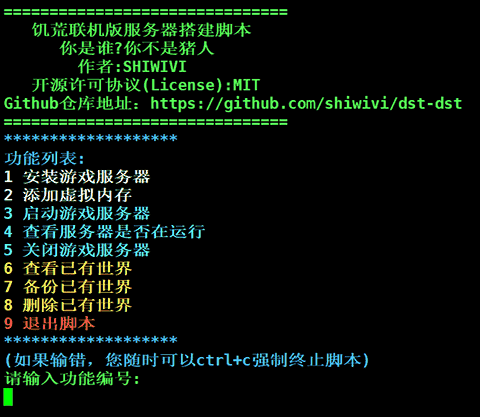 ===============================
饥荒联机版服务器搭建脚本
你是谁?你不是猪人
作者:SHIWIVI
开源许可协议(License):MIT
Github仓库地址: https://github.com/shiwivi/dst-dst
===============================
*******************
功能列表:
1 安装游戏服务器
2 添加虚拟内存
3 启动游戏服务器
4 查看服务器是否在运行
5 关闭游戏服务器
6 查看已有世界
7 备份已有世界
8 删除已有世界
9 退出脚本
*******************
(如果输错，您随时可以ctrl+c强制终止脚本)
请输入功能编号: